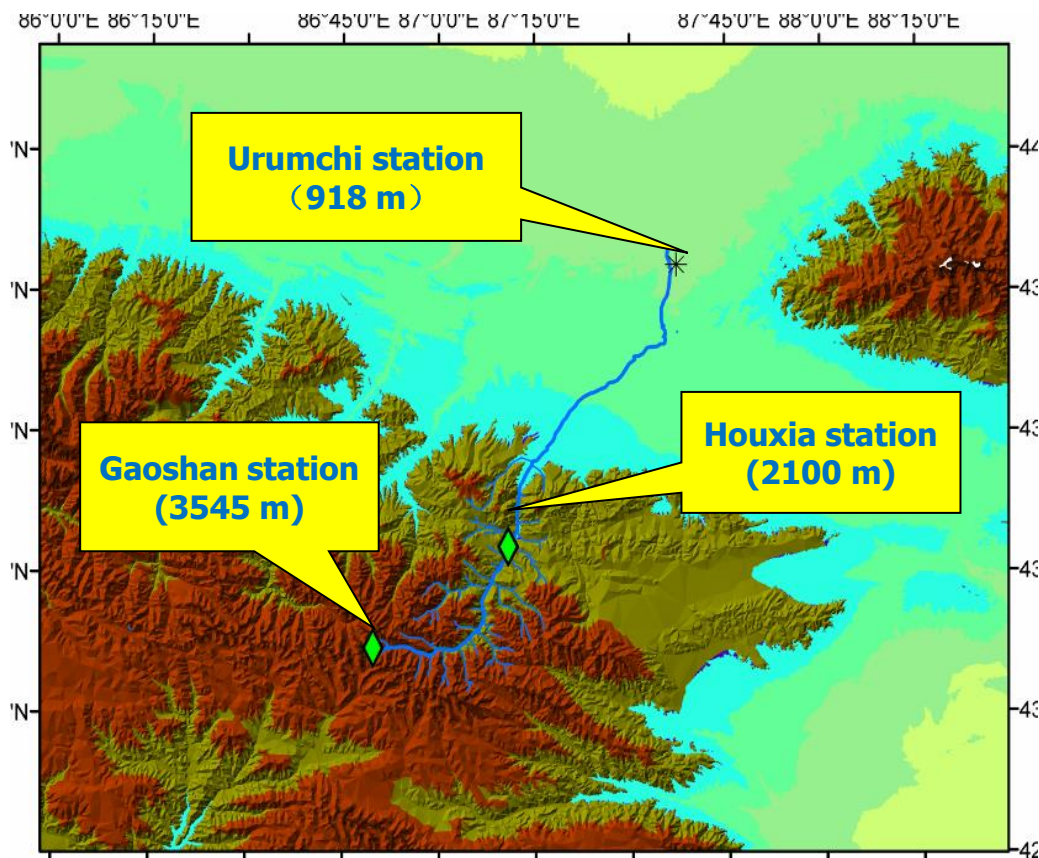 86°0'0"E 86°15'0"E 86°45'0"E 87°0'0"E 87°15'0"E 87°45'0"E 88°0'0"E 88°15'0"E
Urumchi station
（918 m）
'N
44
'N
43
'N
43
Gaoshan station
(3545 m)
Houxia station
(2100 m)
'N
43
'N
43
42